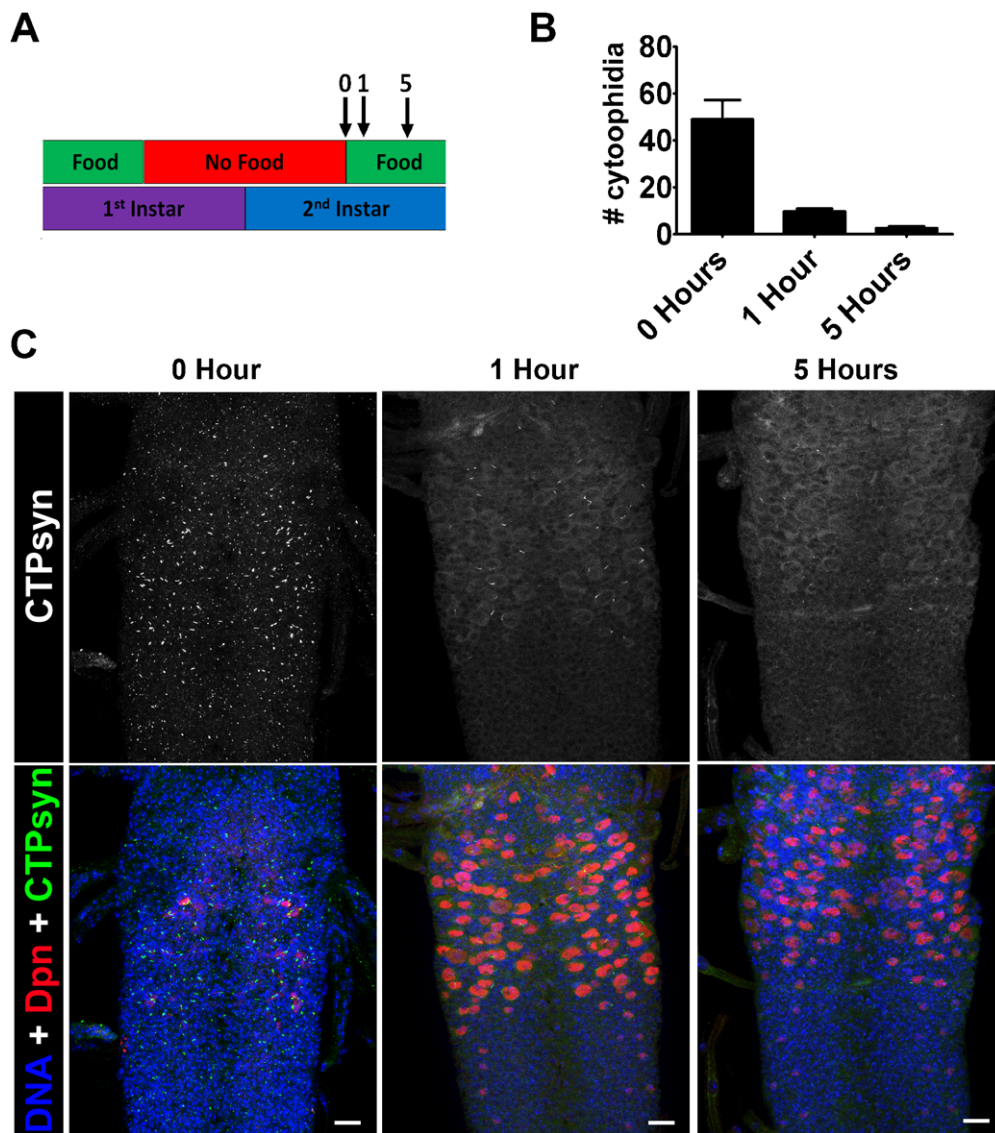 A
0 1 5
Food No Food Food
1st Instar 2nd Instar
B
# cytoophidia
80
60
40
20
0
0 Hours
1 Hour
5 Hours
C
0 Hour 1 Hour 5 Hours
CTPsyn
DNA + Dpn + CTPsyn